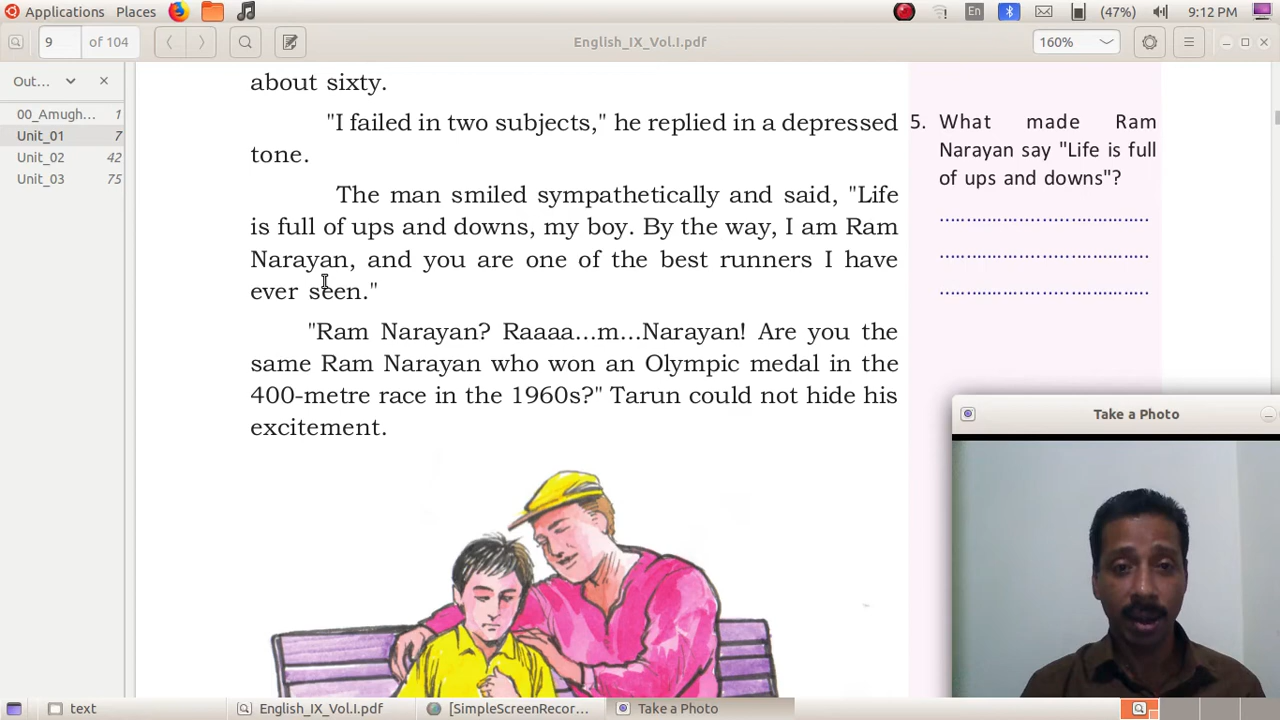 Applications Places En (47%) 9:12 PM
9 of 104 English_IX_Vol.I.pdf 160%
Out...
00_Amugh... 1
Unit_01 7
Unit_02 42
Unit_03 75
about sixty.
"I failed in two subjects," he replied in a depressed
tone.
The man smiled sympathetically and said, "Life
is full of ups and downs, my boy. By the way, I am Ram
Narayan, and you are one of the best runners I have
ever seen."
"Ram Narayan? Raaaa...m...Narayan! Are you the
same Ram Narayan who won an Olympic medal in the
400-metre race in the 1960s?" Tarun could not hide his
excitement.
5. What made Ram
Narayan say "Life is full
of ups and downs"?
Take a Photo
text English_IX_Vol.I.pdf [SimpleScreenRecor... Take a Photo